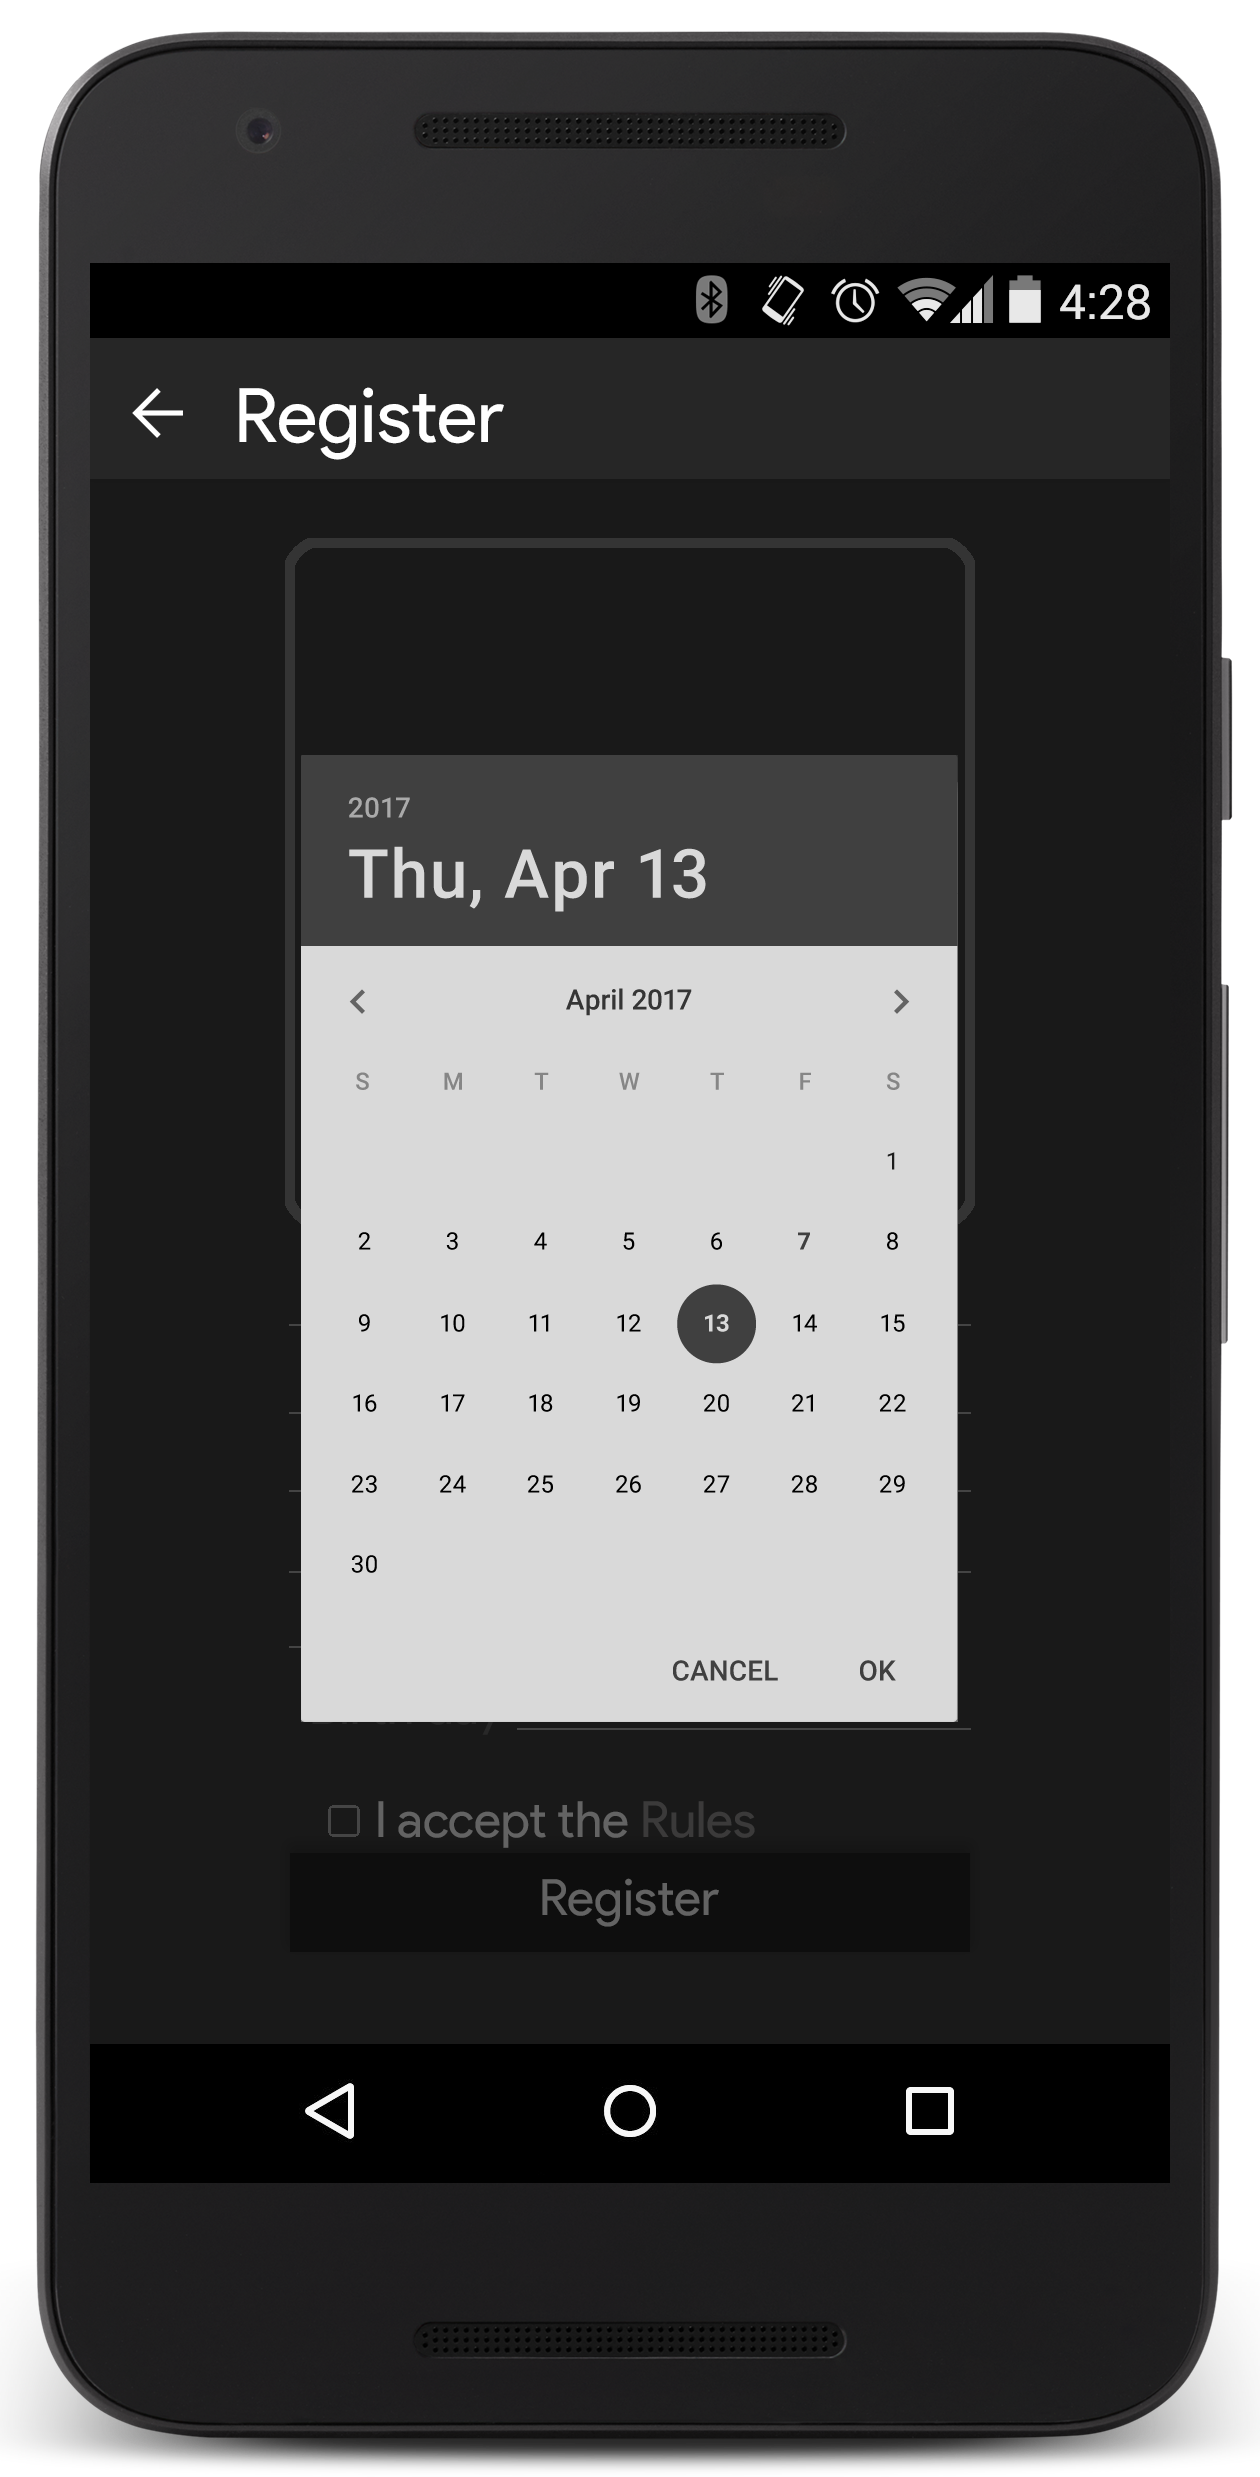 4:28
Register
2017
Thu, Apr 13
April 2017
S M T W T F S
1
2 3 4 5 6 7 8
9 10 11 12 13 14 15
16 17 18 19 20 21 22
23 24 25 26 27 28 29
30
CANCEL OK
I accept the Rules
Register